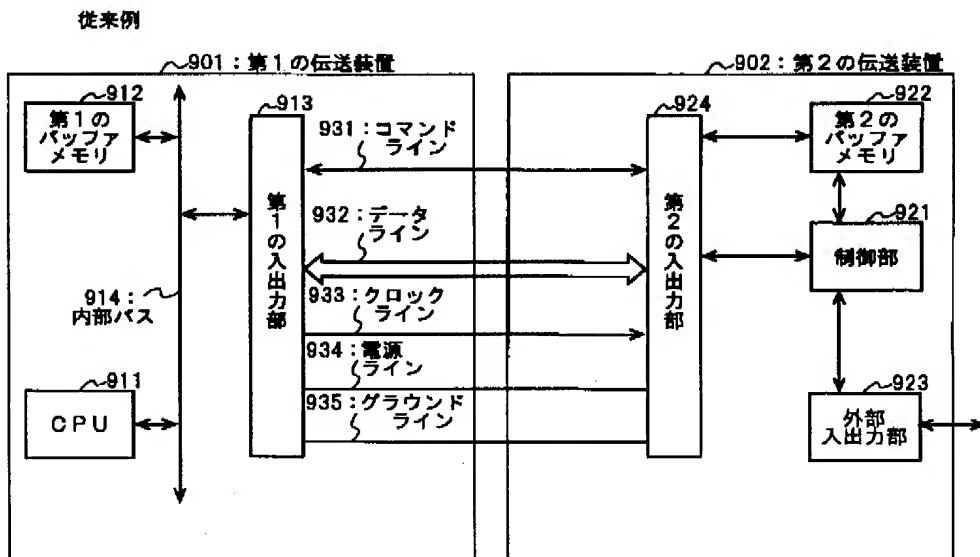 従来例
901:第1の伝送装置
902:第2の伝送装置
912
第1の
バッファ
メモリ
913
第1の入出力部
914:
内部バス
911
CPU
931:コマンド
ライン
932:データ
ライン
933:クロック
ライン
934:電源
ライン
935:グラウンド
ライン
924
第2の入出力部
922
第2の
バッファ
メモリ
921
制御部
923
外部
入出力部